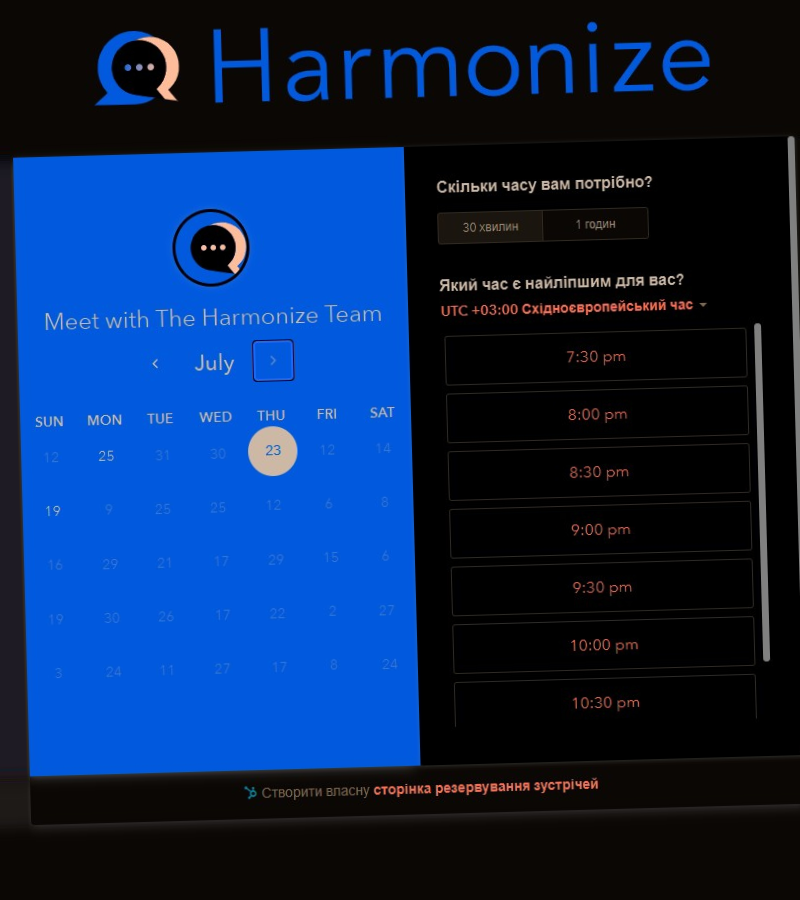 Harmonize
Meet with The Harmonize Team
July
SUN MON TUE WED THU FRI SAT
12 25 31 30 23 12 14
19 9 25 25 12 6 8
16 29 21 17 29 15 6
19 30 26 17 22 2 27
3 24 11 27 17 8 24
Скільки часу вам потрібно?
30 хвилин 1 годин
Який час є найліпшим для вас?
UTC +03:00 Східноєвропейський час
7:30 pm
8:00 pm
8:30 pm
9:00 pm
9:30 pm
10:00 pm
10:30 pm
Створити власну сторінка резервування зустрічей